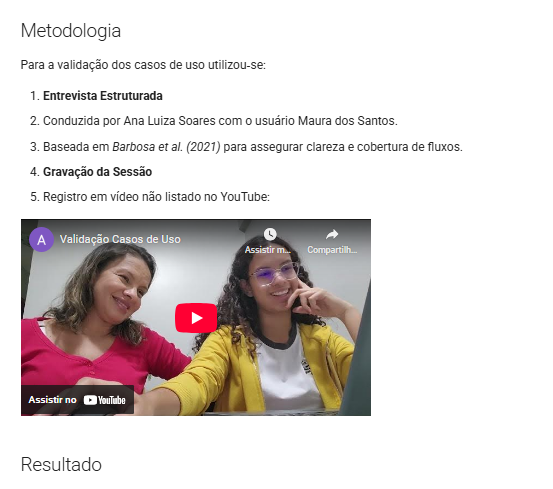 Metodologia
Para a validação dos casos de uso utilizou-se:
1. Entrevista Estruturada
2. Conduzida por Ana Luiza Soares com o usuário Maura dos Santos.
3. Baseada em Barbosa et al. (2021) para assegurar clareza e cobertura de fluxos.
4. Gravação da Sessão
5. Registro em vídeo não listado no YouTube:
A Validação Casos de Uso
Assistir m... Compartilh...
Assistir no YouTube
Resultado